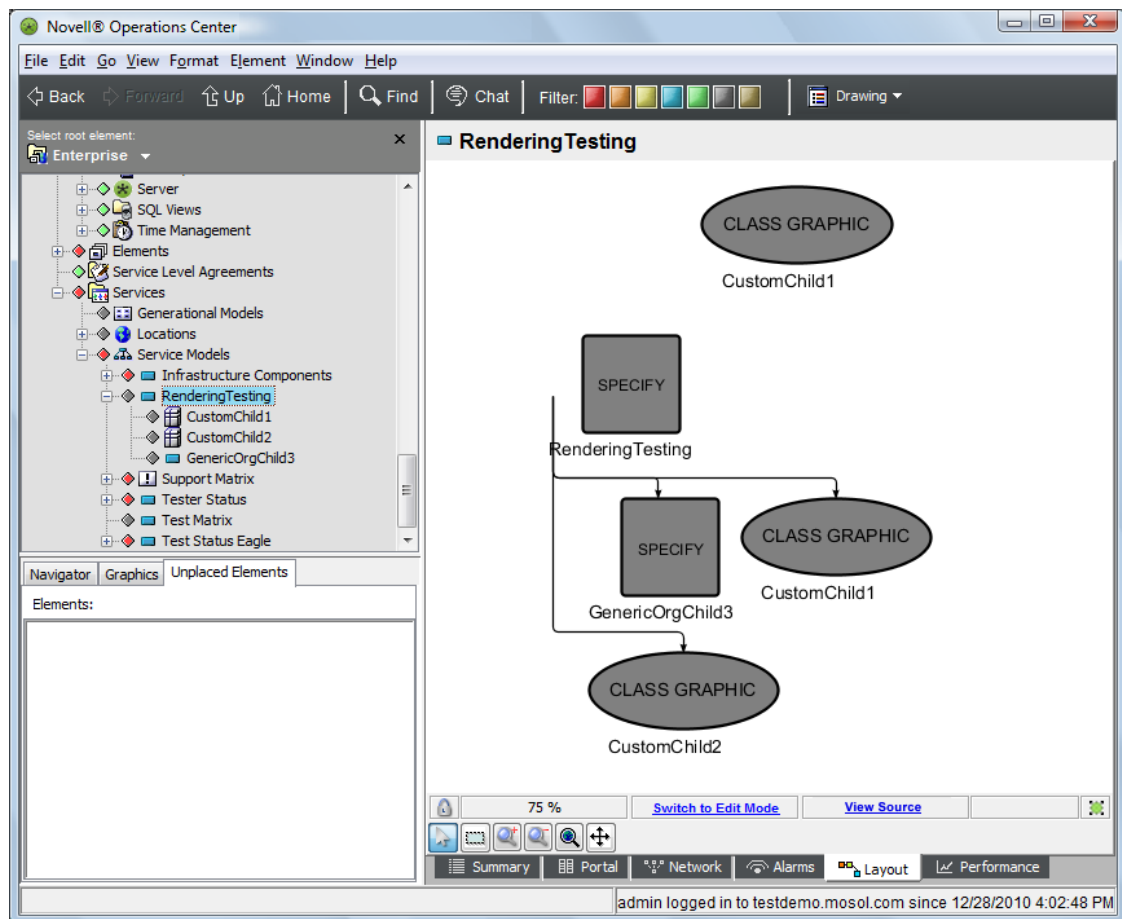 Novell® Operations Center
File Edit Go View Format Element Window Help
Back Forward Up Home Find Chat Filter: Drawing
Select root element:
Enterprise
Server
SQL Views
Time Management
Elements
Service Level Agreements
Services
Generational Models
Locations
Service Models
Infrastructure Components
RenderingTesting
CustomChild1
CustomChild2
GenericOrgChild3
Support Matrix
Tester Status
Test Matrix
Test Status Eagle
Navigator Graphics Unplaced Elements
Elements:
RenderingTesting
CLASS GRAPHIC
CustomChild1
SPECIFY
RenderingTesting
SPECIFY
GenericOrgChild3
CLASS GRAPHIC
CustomChild1
CLASS GRAPHIC
CustomChild2
75 % Switch to Edit Mode View Source
Summary Portal Network Alarms Layout Performance
admin logged in to testdemo.mosol.com since 12/28/2010 4:02:48 PM